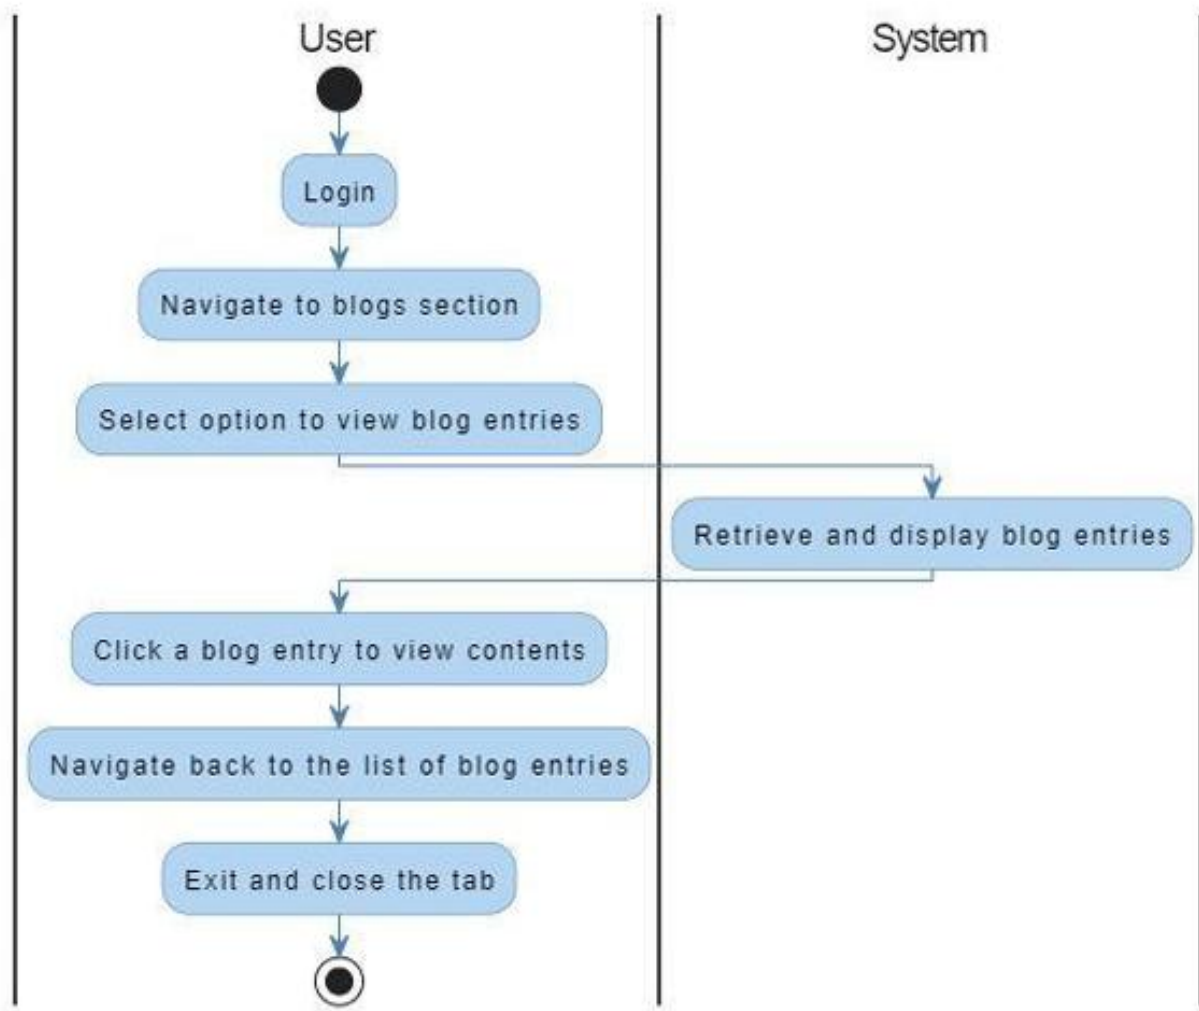 User
System
Login
Navigate to blogs section
Select option to view blog entries
Retrieve and display blog entries
Click a blog entry to view contents
Navigate back to the list of blog entries
Exit and close the tab